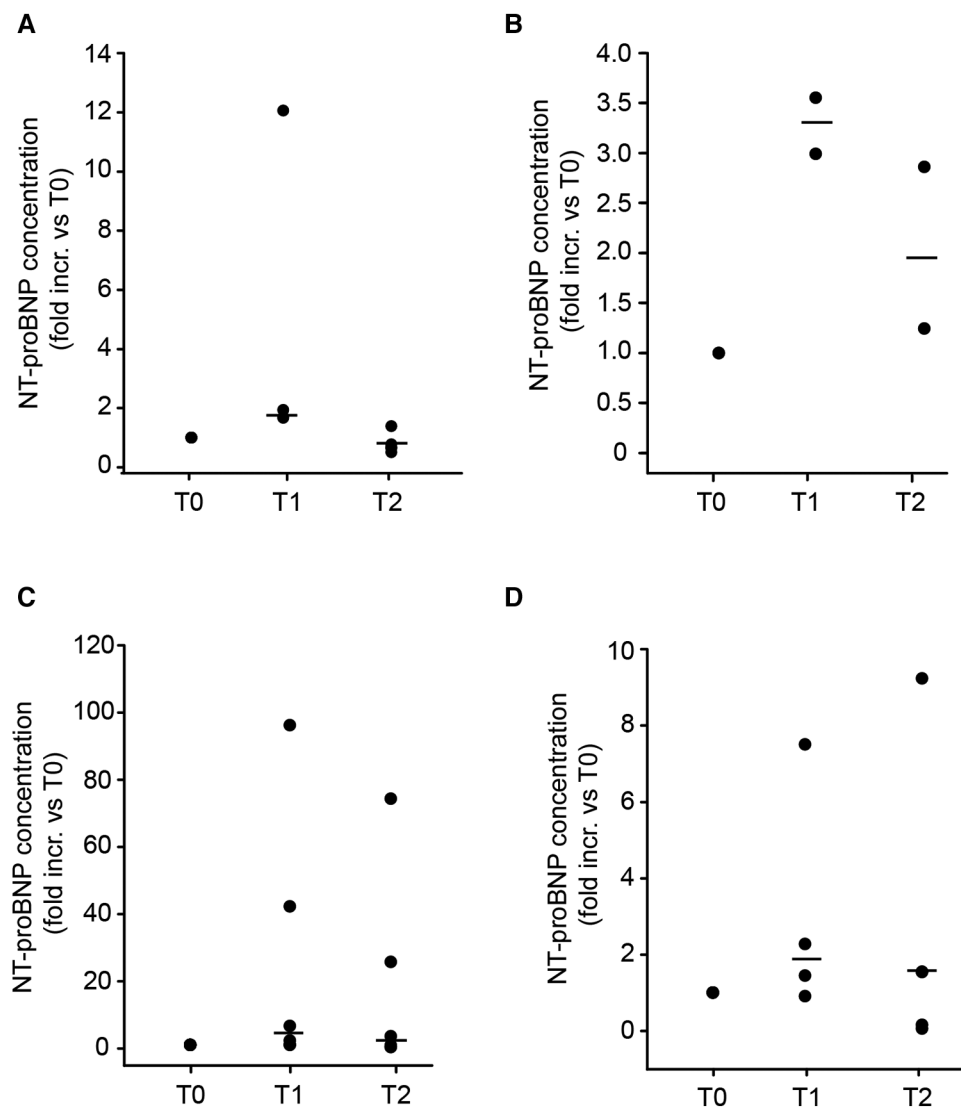 A
NT-proBNP concentration
(fold incr. vs T0)
14
12
10
8
6
4
2
0
T0 T1 T2
B
NT-proBNP concentration
(fold incr. vs T0)
4.0
3.5
3.0
2.5
2.0
1.5
1.0
0.5
0
T0 T1 T2
C
NT-proBNP concentration
(fold incr. vs T0)
120
100
80
60
40
20
0
T0 T1 T2
D
NT-proBNP concentration
(fold incr. vs T0)
10
8
6
4
2
0
T0 T1 T2